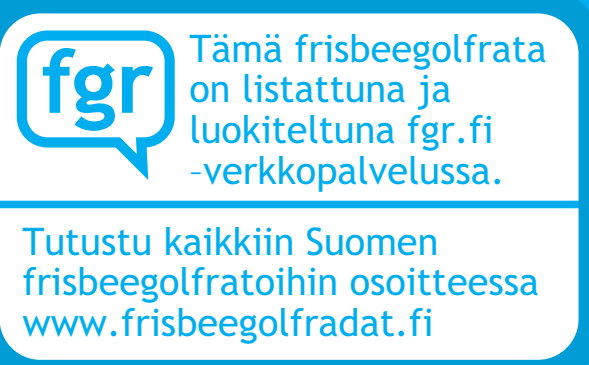 fgr
Tämä frisbeegolfrata
on listattuna ja
luokiteltuna fgr.fi
–verkkopalvelussa.
Tutustu kaikkiin Suomen
frisbeegolfratoihin osoitteessa
www.frisbeegolfradat.fi